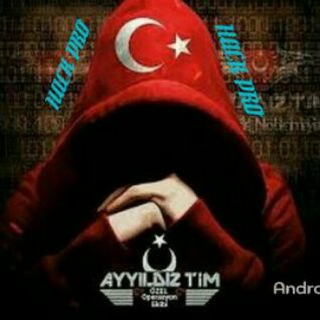 HACK PRO
HACK PRO
AYYILDIZ TİM
ÖZEL
Operasyon
Ekibi
Andro